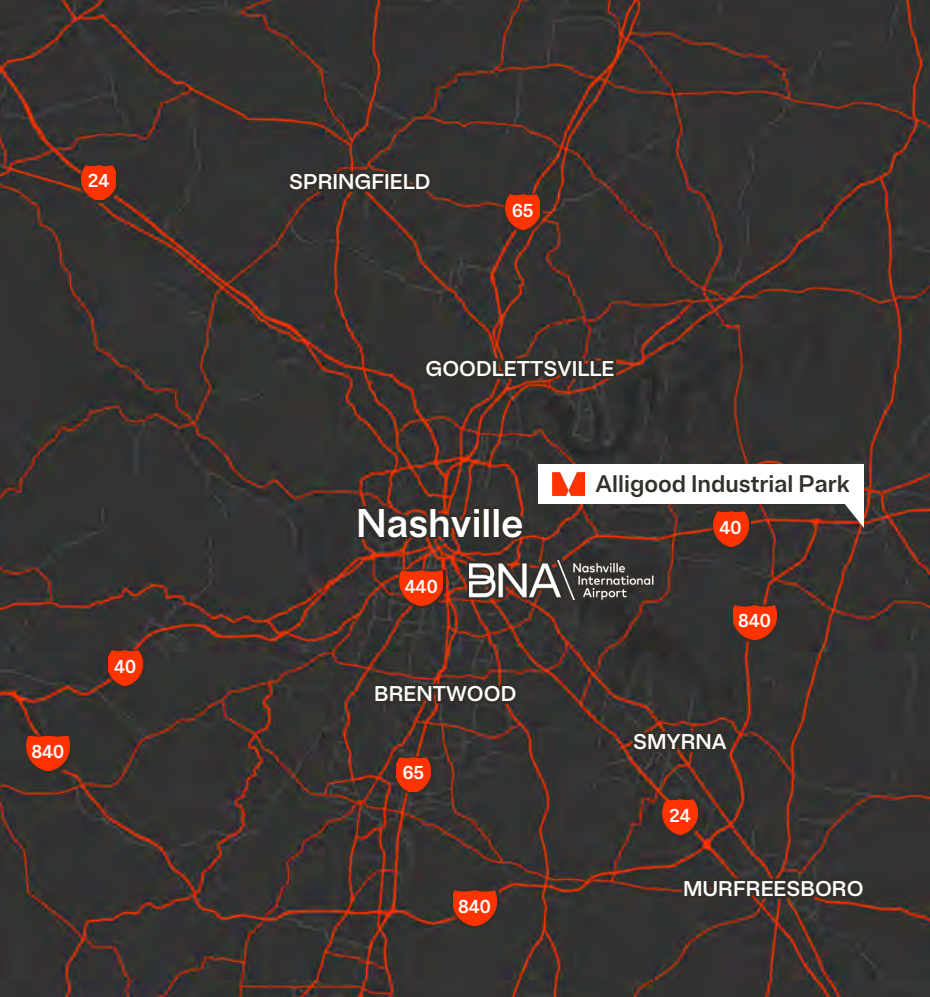 24
SPRINGFIELD
65
GOODLETTSVILLE
Alligood Industrial Park
Nashville
40
440
BNA
Nashville
International
Airport
840
40
BRENTWOOD
840
SMYRNA
65
24
MURFREESBORO
840